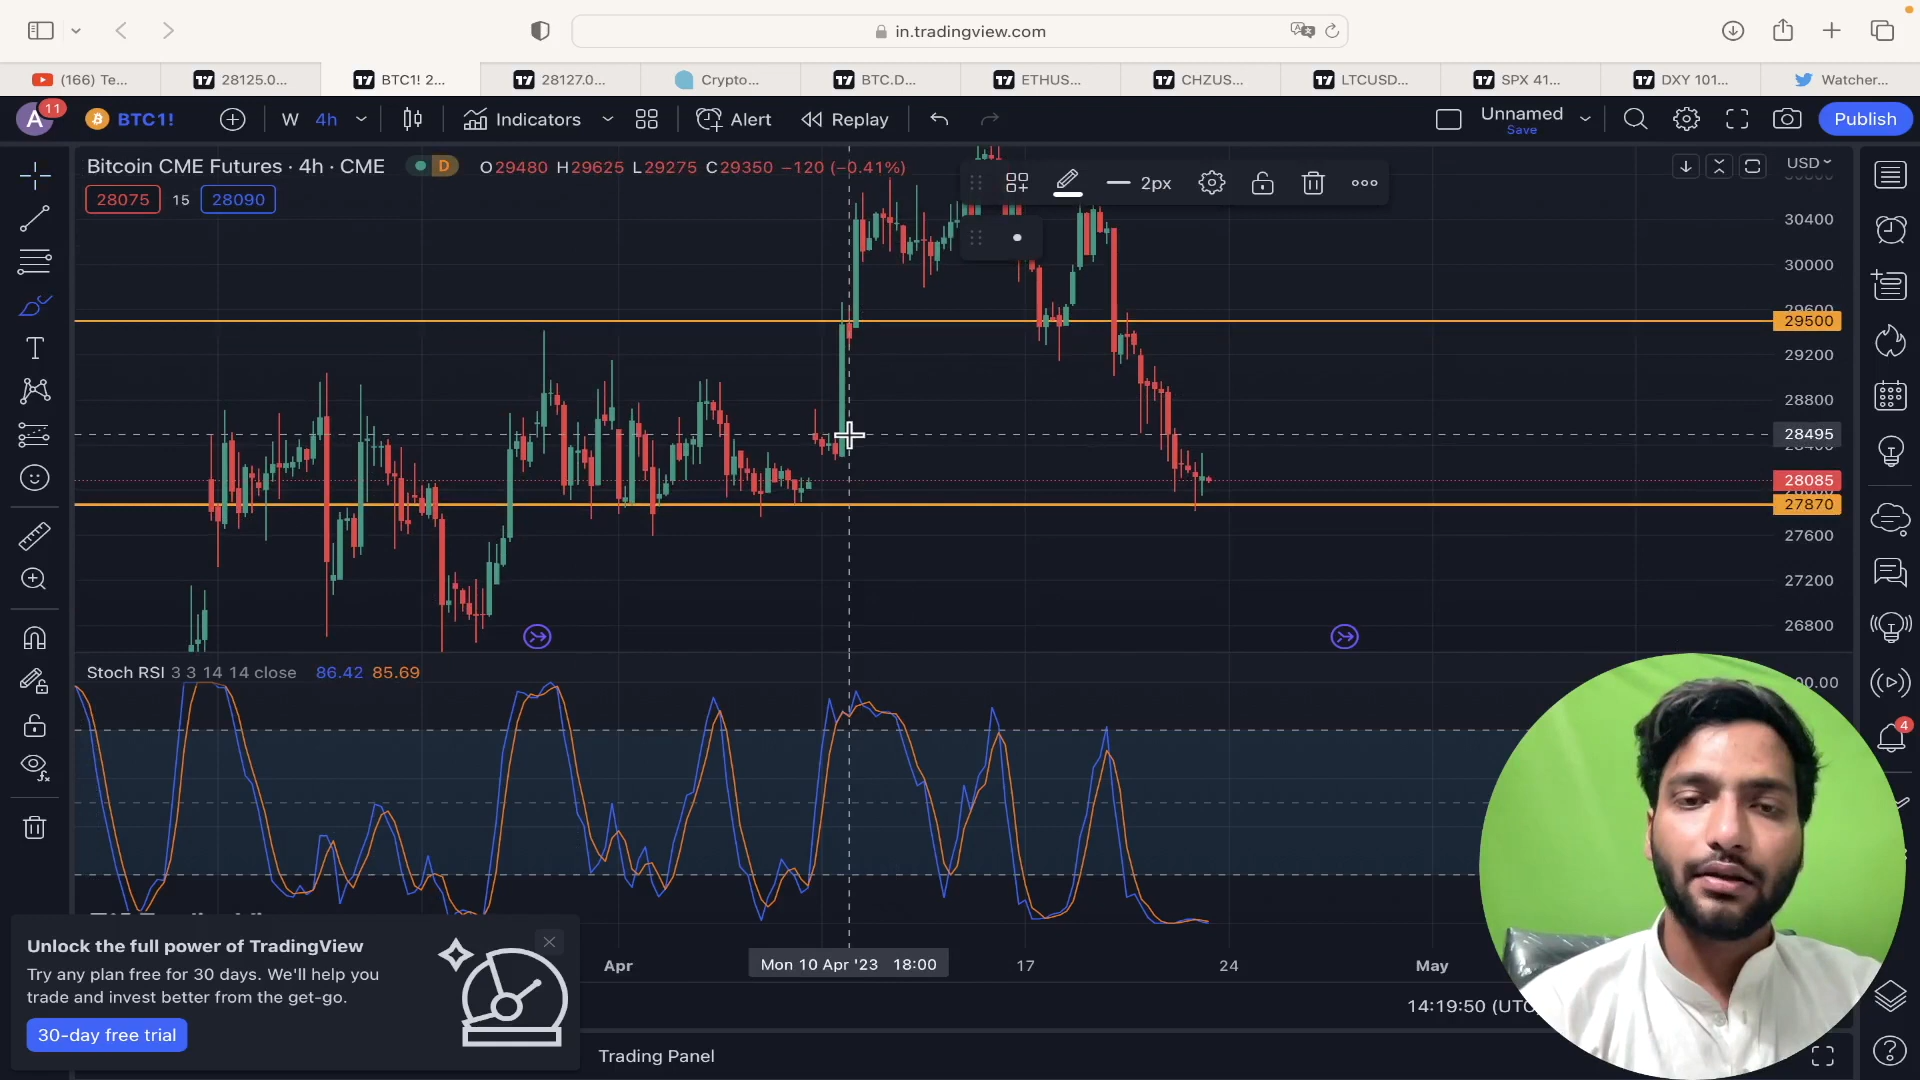 in.tradingview.com
(166) Te...
28125.0...
BTC1! 2...
28127.0...
Crypto...
BTC.D...
ETHUS...
CHZUS...
LTCUSD...
SPX 41...
DXY 101...
Watcher...
A 11
BTC1!
W 4h
Indicators
Alert
Replay
Unnamed
Save
Publish
Bitcoin CME Futures · 4h · CME D O29480 H29625 L29275 C29350 −120 (−0.41%)
28075 15 28090
2px
USD
30400
30000
29600
29500
29200
28800
28495
28085
27870
27600
27200
26800
Stoch RSI 3 3 14 14 close 86.42 85.69
00.00
4
Unlock the full power of TradingView
Try any plan free for 30 days. We'll help you
trade and invest better from the get-go.
30-day free trial
Apr
Mon 10 Apr '23 18:00
17
24
May
14:19:50 (UTC
Trading Panel